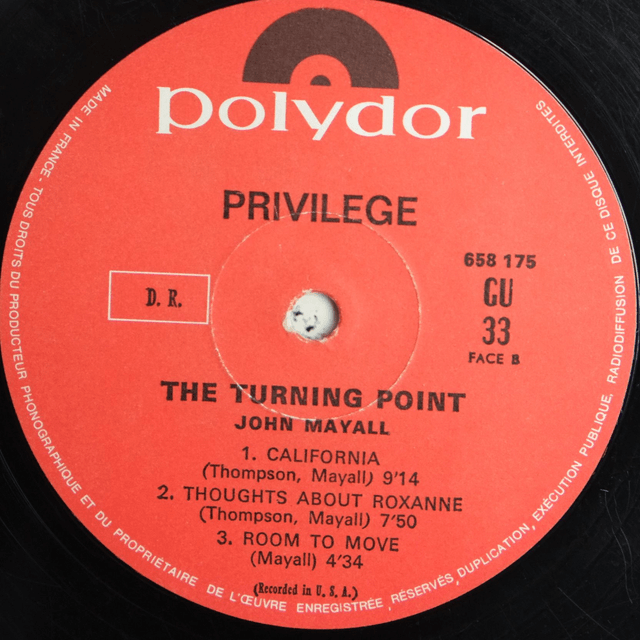 polydor
PRIVILEGE
658 175
GU
33
FACE B
D. R.
THE TURNING POINT
JOHN MAYALL
1. CALIFORNIA
(Thompson, Mayall) 9'14
2. THOUGHTS ABOUT ROXANNE
(Thompson, Mayall) 7'50
3. ROOM TO MOVE
(Mayall) 4'34
(Recorded in U. S. A.)
MADE IN FRANCE - TOUS DROITS DU PRODUCTEUR PHONOGRAPHIQUE ET DU PROPRIÉTAIRE DE L'ŒUVRE ENREGISTRÉE, RÉSERVÉS, DUPLICATION, EXÉCUTION PUBLIQUE, RADIODIFFUSION DE CE DISQUE INTERDITES